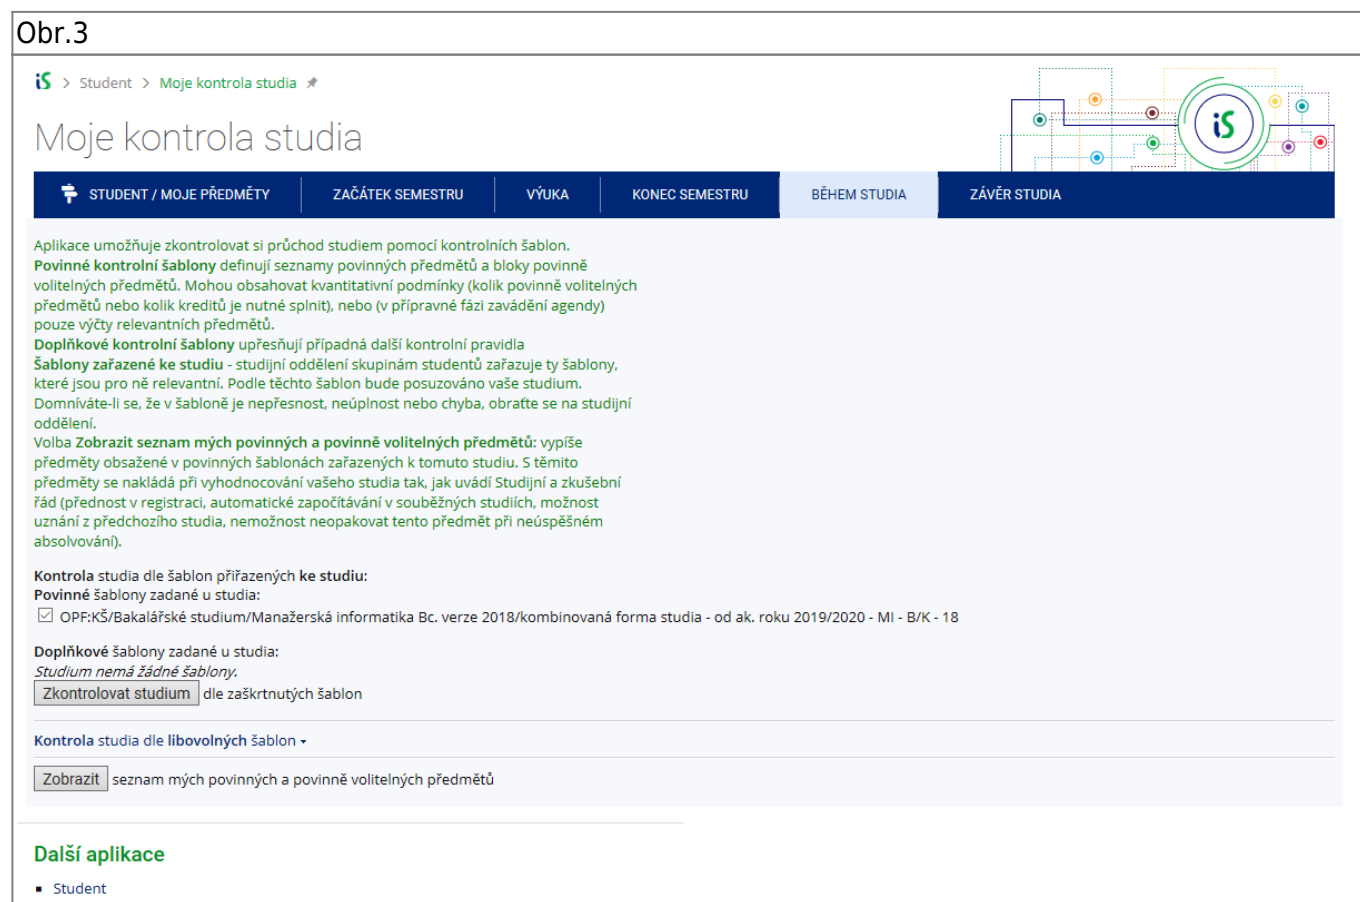 Obr.3
iS > Student > Moje kontrola studia
iS
Moje kontrola studia
STUDENT / MOJE PŘEDMĚTY ZAČÁTEK SEMESTRU VÝUKA KONEC SEMESTRU BĚHEM STUDIA ZÁVĚR STUDIA
Aplikace umožňuje zkontrolovat si průchod studiem pomocí kontrolních šablon.
Povinné kontrolní šablony definují seznamy povinných předmětů a bloky povinně
volitelných předmětů. Mohou obsahovat kvantitativní podmínky (kolik povinně volitelných
předmětů nebo kolik kreditů je nutné splnit), nebo (v přípravné fázi zavádění agendy)
pouze výčty relevantních předmětů.
Doplňkové kontrolní šablony upřesňují případná další kontrolní pravidla
Šablony zařazené ke studiu - studijní oddělení skupinám studentů zařazuje ty šablony,
které jsou pro ně relevantní. Podle těchto šablon bude posuzováno vaše studium.
Domníváte-li se, že v šabloně je nepřesnost, neúplnost nebo chyba, obraťte se na studijní
oddělení.
Volba Zobrazit seznam mých povinných a povinně volitelných předmětů: vypíše
předměty obsažené v povinných šablonách zařazených k tomuto studiu. S těmito
předměty se nakládá při vyhodnocování vašeho studia tak, jak uvádí Studijní a zkušební
řád (přednost v registraci, automatické započítávání v souběžných studiích, možnost
uznání z předchozího studia, nemožnost neopakovat tento předmět při neúspěšném
absolvování).
Kontrola studia dle šablon přiřazených ke studiu:
Povinné šablony zadané u studia:
OPF:KŠ/Bakalářské studium/Manažerská informatika Bc. verze 2018/kombinovaná forma studia - od ak. roku 2019/2020 - MI - B/K - 18
Doplňkové šablony zadané u studia:
Studium nemá žádné šablony.
Zkontrolovat studium dle zaškrtnutých šablon
Kontrola studia dle libovolných šablon
Zobrazit seznam mých povinných a povinně volitelných předmětů
Další aplikace
Student